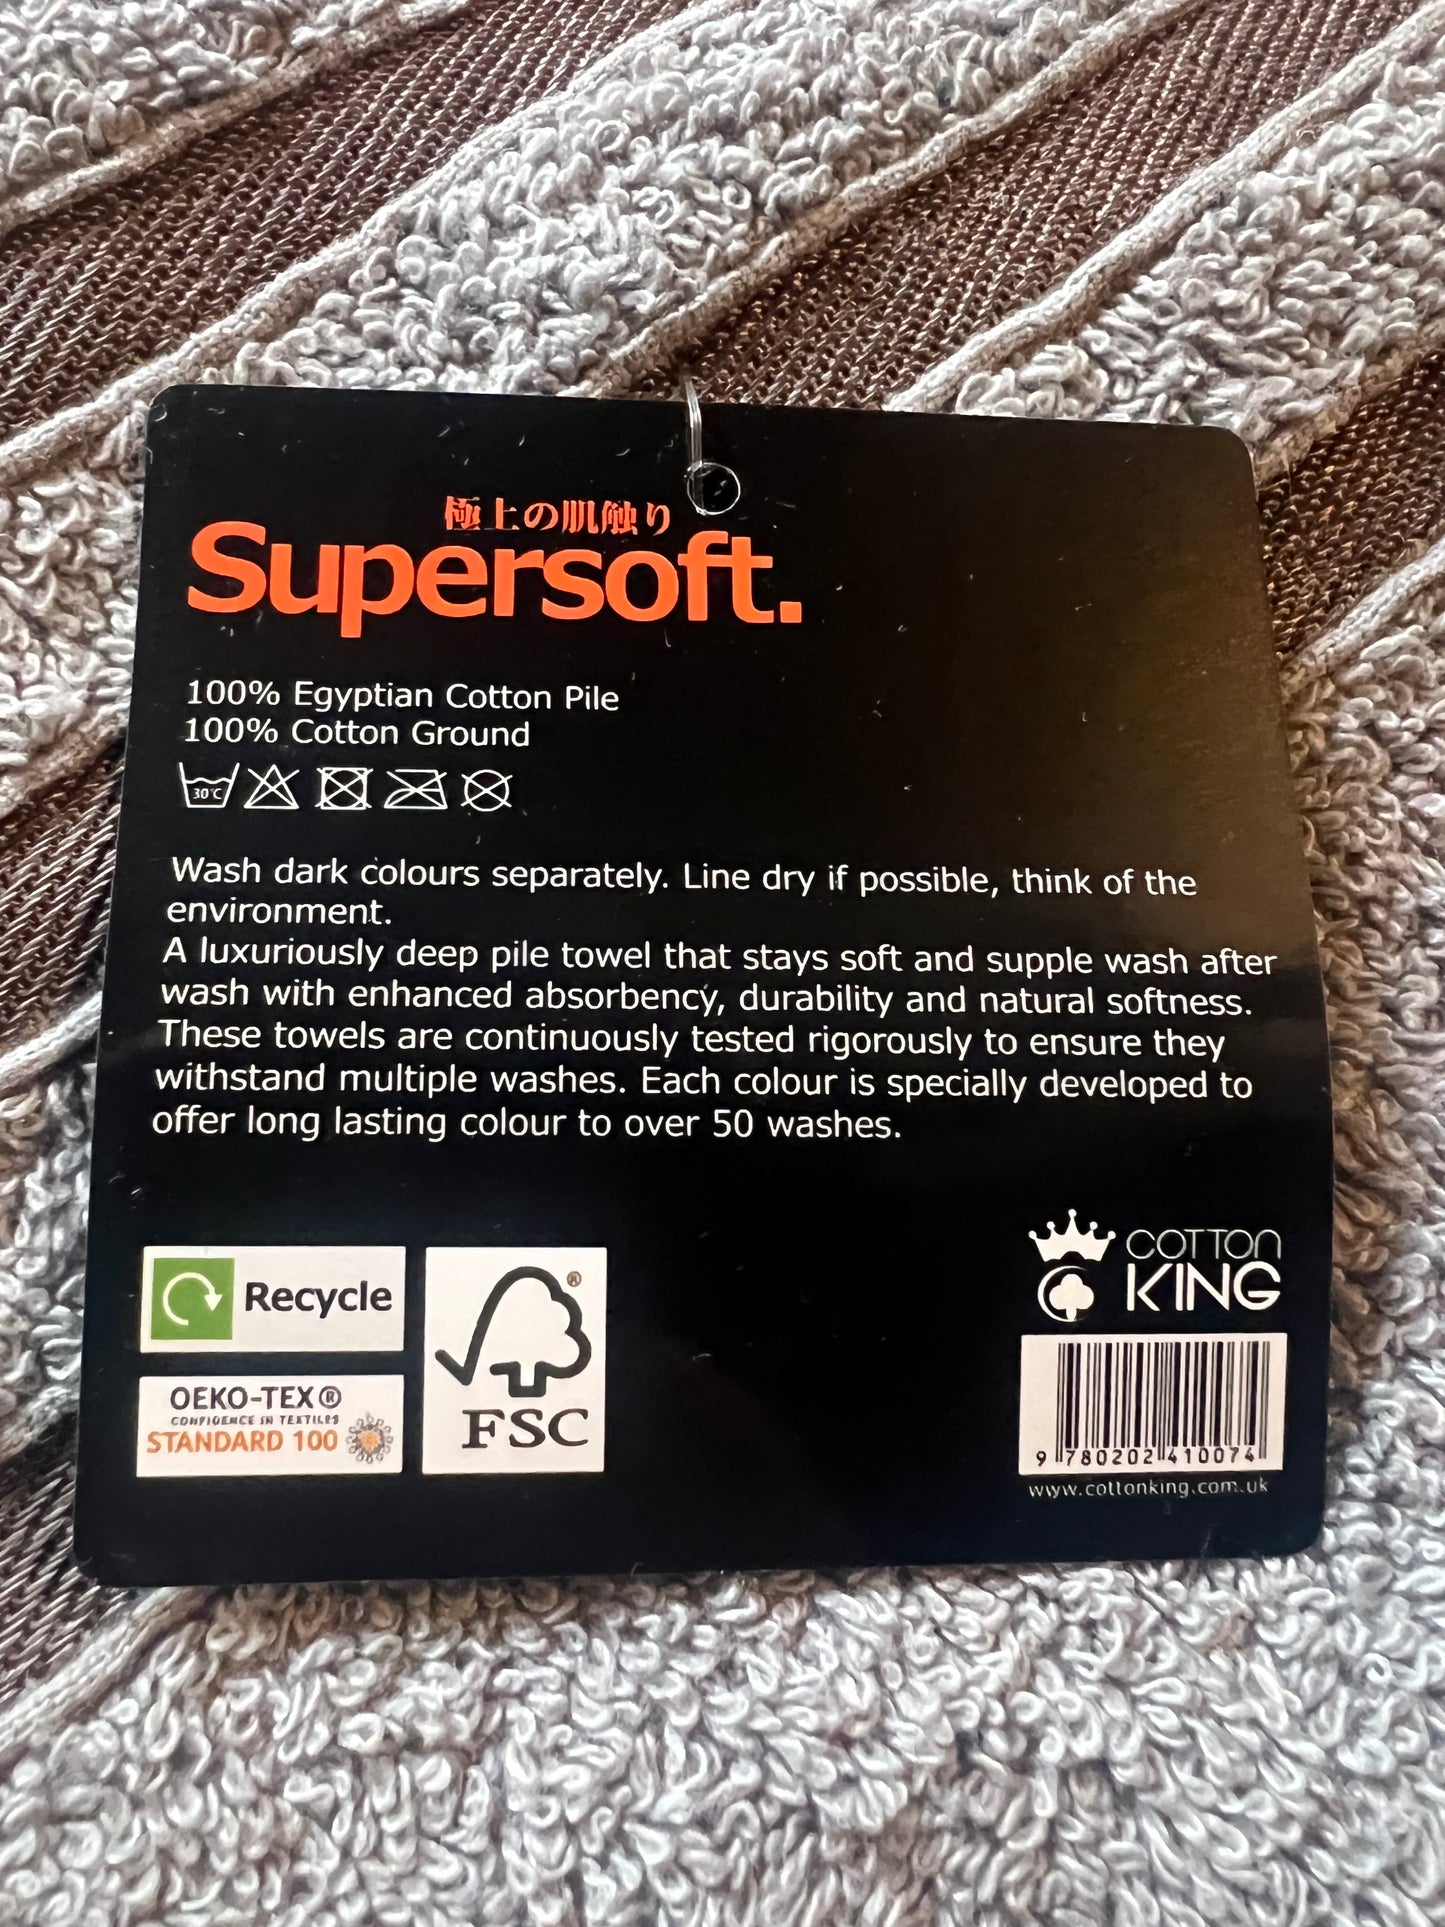 極上の肌触り
Supersoft.
100% Egyptian Cotton Pile
100% Cotton Ground
30°C
Wash dark colours separately. Line dry if possible, think of the
environment.
A luxuriously deep pile towel that stays soft and supple wash after
wash with enhanced absorbency, durability and natural softness.
These towels are continuously tested rigorously to ensure they
withstand multiple washes. Each colour is specially developed to
offer long lasting colour to over 50 washes.
Recycle
OEKO-TEX®
CONFIDENCE IN TEXTILES
STANDARD 100
®
FSC
COTTON
KING
9 780202 410074
www.cottonking.com.uk